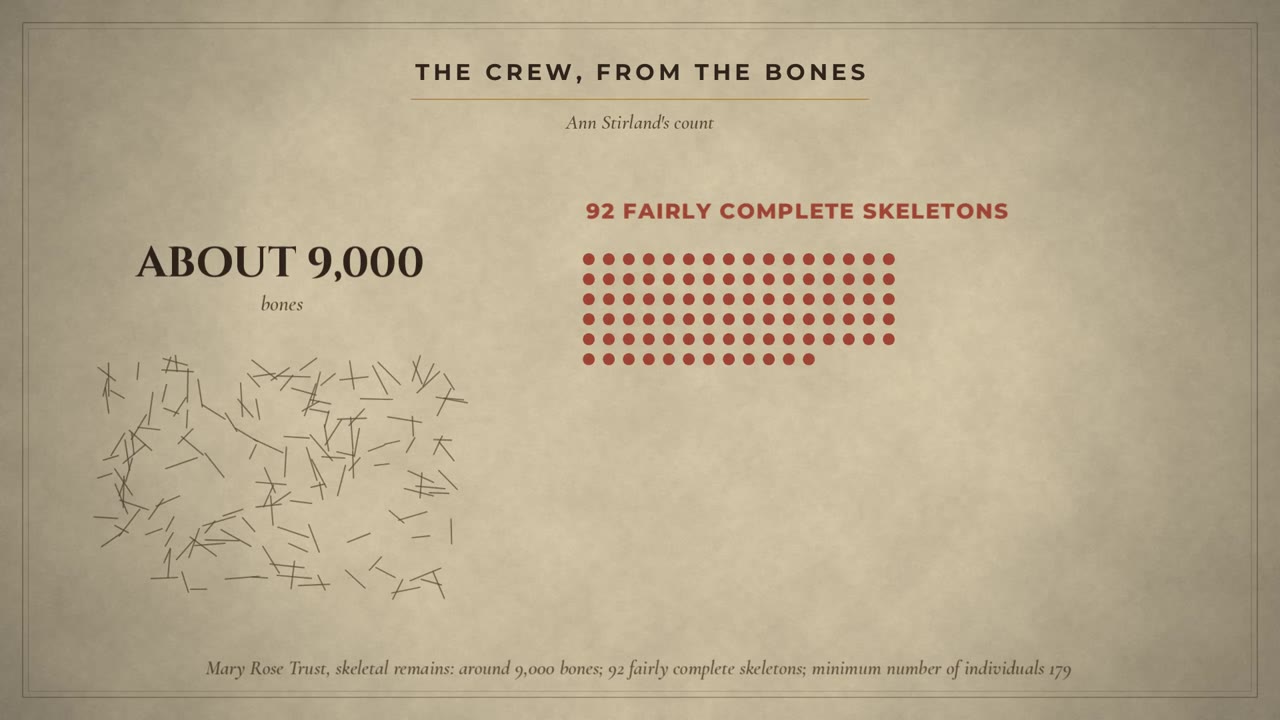 THE CREW, FROM THE BONES
Ann Stirland's count
92 FAIRLY COMPLETE SKELETONS
ABOUT 9,000
bones
Mary Rose Trust, skeletal remains: around 9,000 bones; 92 fairly complete skeletons; minimum number of individuals 179